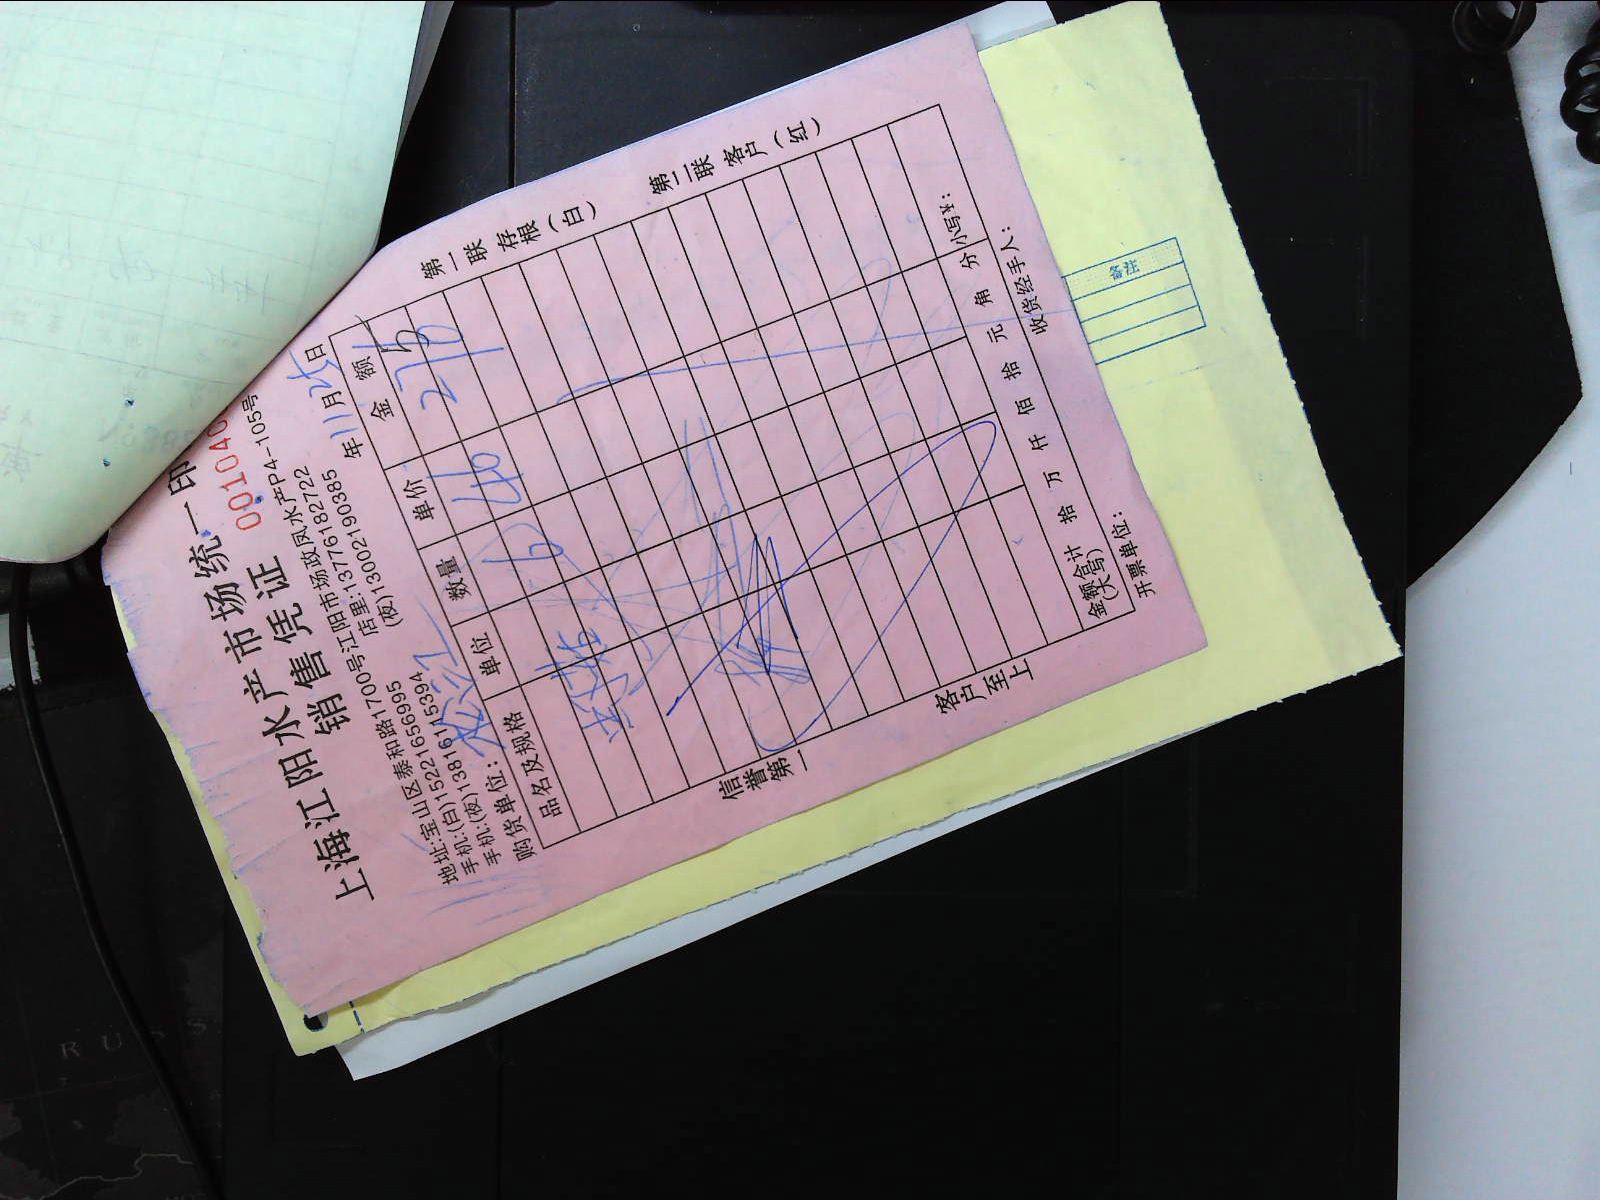 上海江阳水产市场统一印
销售凭证
001040
地址:宝山区泰和路1700号江阳市场政凤水产P4-105号
手机:(白)15221656995 店里:13776182722
手机:(夜)13816115394 (夜)13002190385
购货单位: 年11月25日
品名及规格 单位 数量 单价 金额
6 46 276
金额合计(大写) 拾 万 仟 佰 拾 元 角 分 小写¥:
开票单位: 收货经手人:
第一联 存根(白) 第二联 客户(红)
信誉第一 客户至上
备注
RUSS